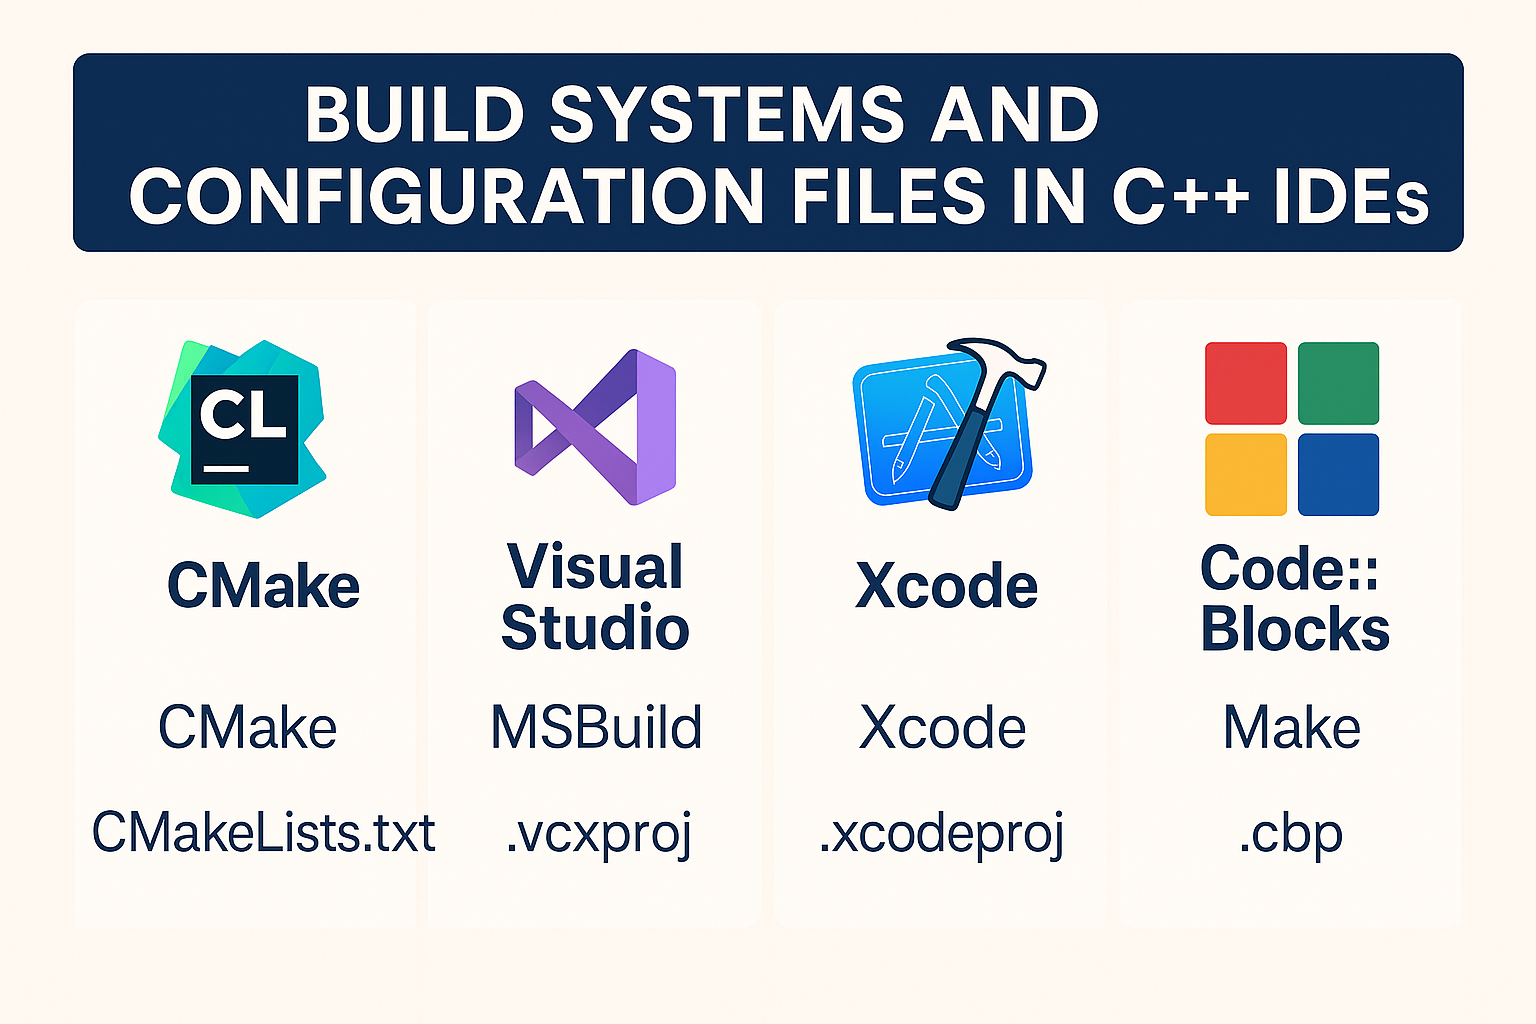 BUILD SYSTEMS AND
CONFIGURATION FILES IN C++ IDEs
CL
CMake
Visual
Studio
Xcode
Code::
Blocks
CMake
MSBuild
Xcode
Make
CMakeLists.txt
.vcxproj
.xcodeproj
.cbp